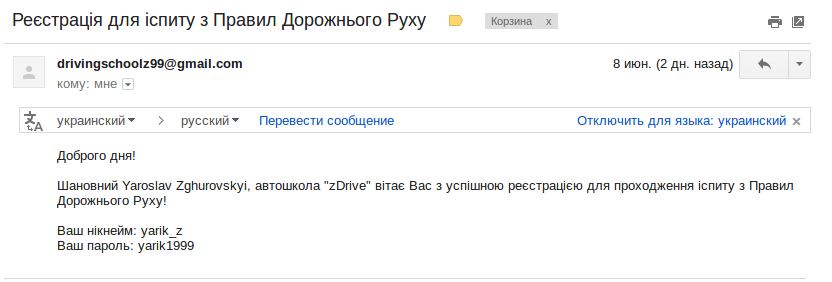 Реєстрація для іспиту з Правил Дорожнього Руху
Корзина x
drivingschoolz99@gmail.com
8 июн. (2 дн. назад)
кому: мне
украинский > русский Перевести сообщение Отключить для языка: украинский ×
Доброго дня!
Шановний Yaroslav Zghurovskyi, автошкола "zDrive" вітає Вас з успішною реєстрацією для проходження іспиту з Правил
Дорожнього Руху!
Ваш нікнейм: yarik_z
Ваш пароль: yarik1999